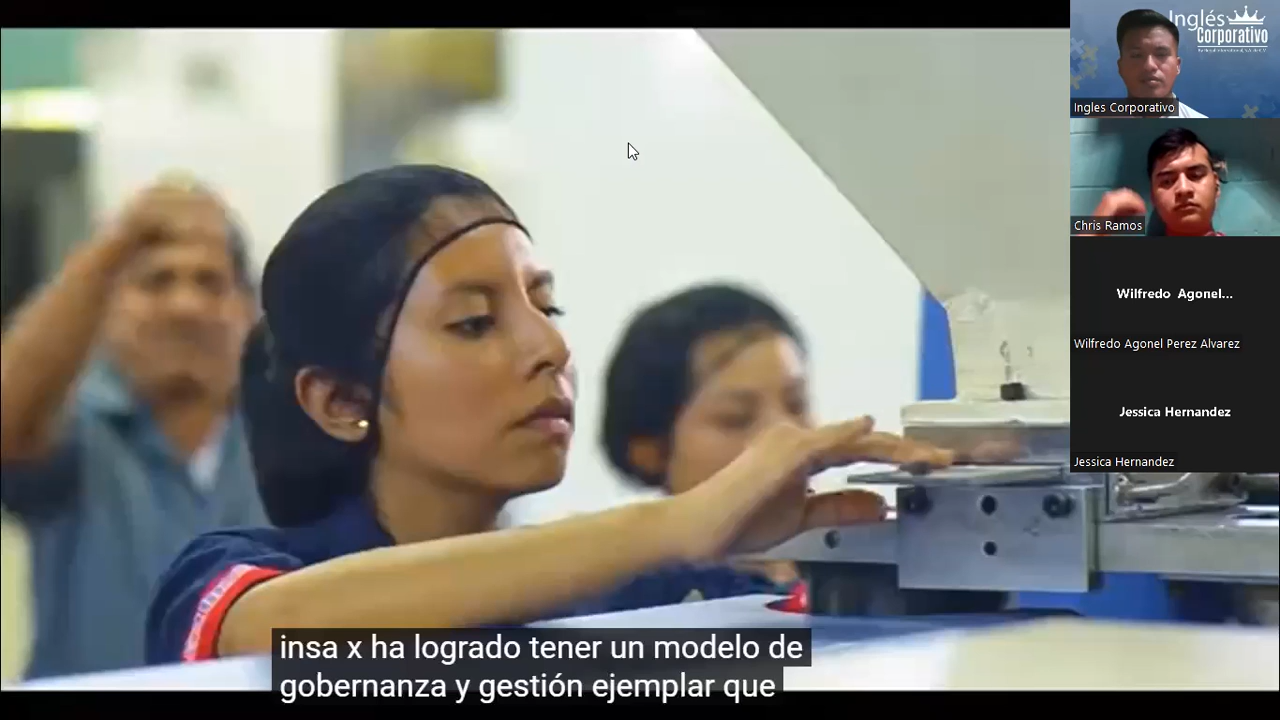 Inglés
Corporativo
Ingles Corporativo
Chris Ramos
Wilfredo Agonel...
Wilfredo Agonel Perez Alvarez
Jessica Hernandez
Jessica Hernandez
insa x ha logrado tener un modelo de
gobernanza y gestión ejemplar que